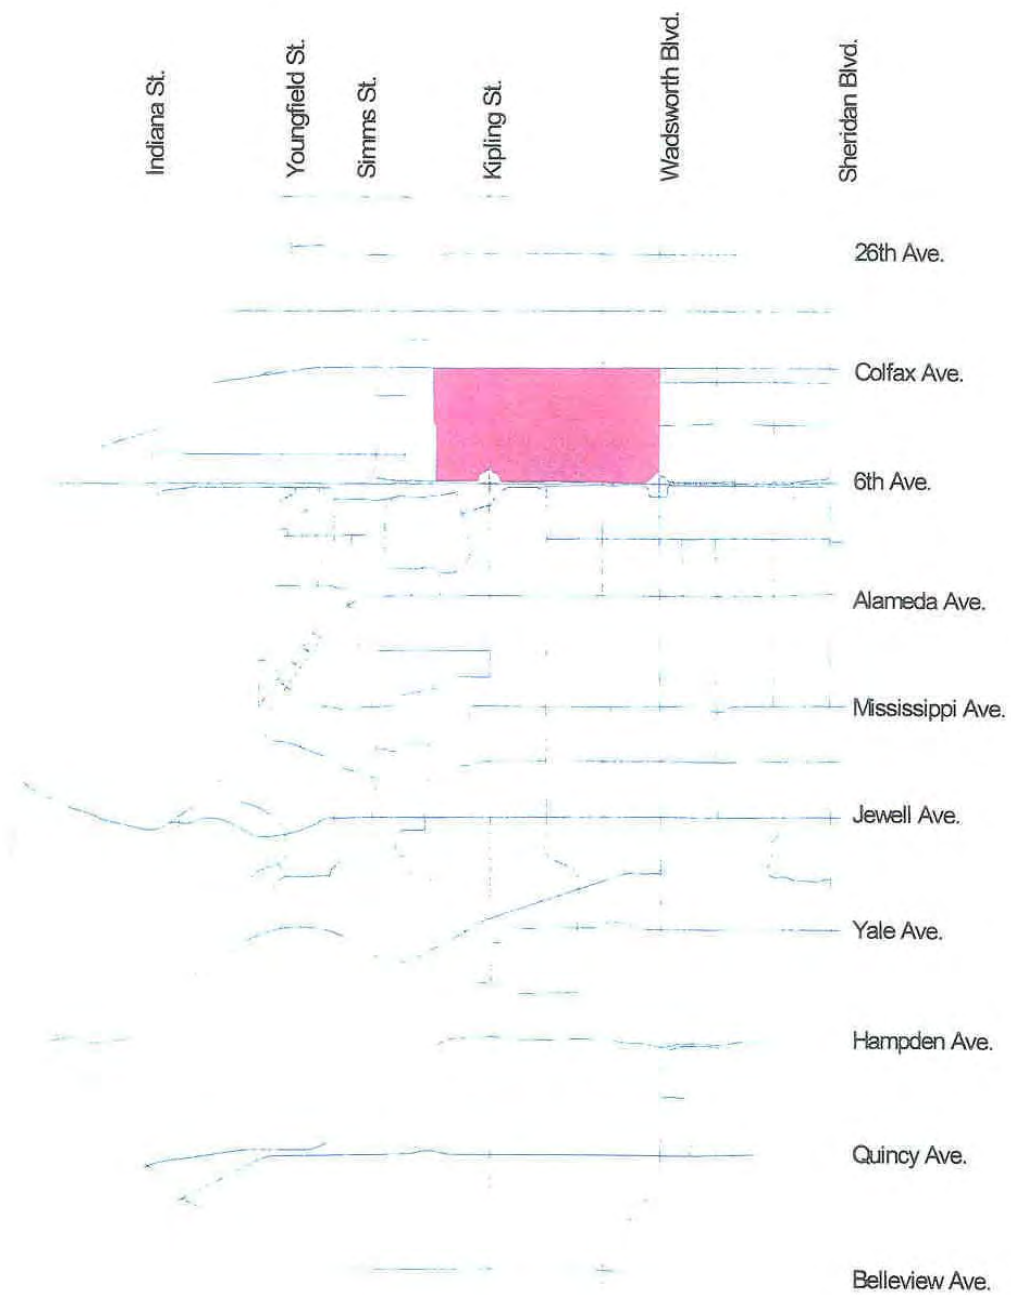 Indiana St.
Youngfield St.
Simms St.
Kipling St.
Wadsworth Blvd.
Sheridan Blvd.
26th Ave.
Colfax Ave.
6th Ave.
Alameda Ave.
Mississippi Ave.
Jewell Ave.
Yale Ave.
Hampden Ave.
Quincy Ave.
Belleview Ave.